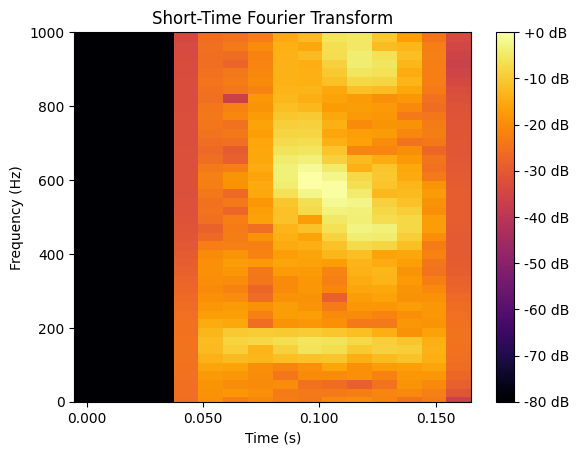 Short-Time Fourier Transform
1000
800
600
400
200
0
Frequency (Hz)
0.000
0.050
0.100
0.150
Time (s)
+0 dB
-10 dB
-20 dB
-30 dB
-40 dB
-50 dB
-60 dB
-70 dB
-80 dB